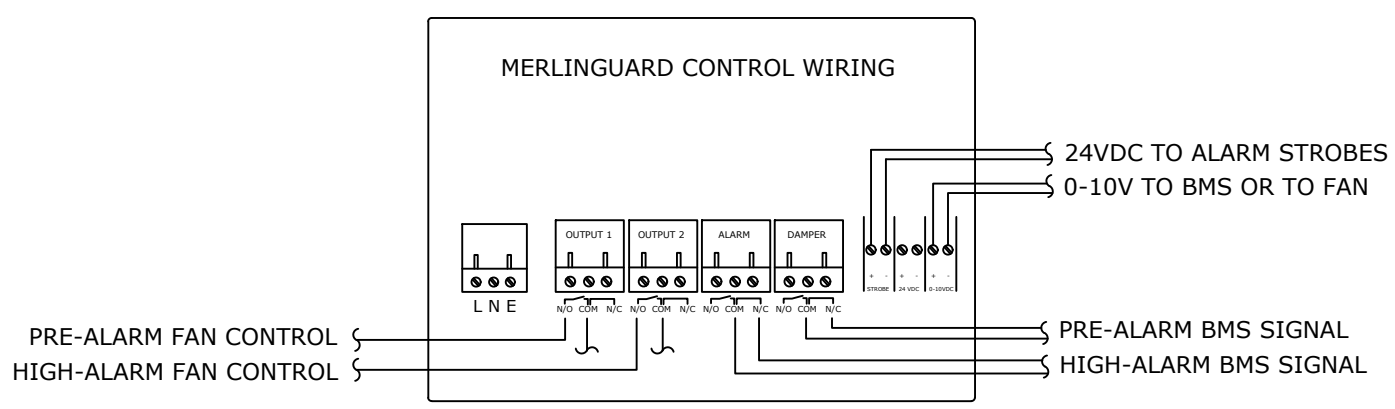 MERLINGUARD CONTROL WIRING
24VDC TO ALARM STROBES
0-10V TO BMS OR TO FAN
OUTPUT 1 OUTPUT 2 ALARM DAMPER
+ - + - + -
STROBE 24 VDC 0-10VDC
L N E
N/O COM N/C N/O COM N/C N/O COM N/C N/O COM N/C
PRE-ALARM FAN CONTROL
HIGH-ALARM FAN CONTROL
PRE-ALARM BMS SIGNAL
HIGH-ALARM BMS SIGNAL